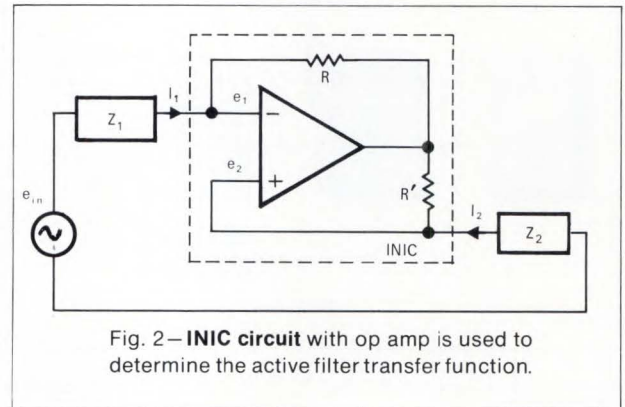 R
I₁
e₁
−
Z₁
e₂
+
R′
e in
I₂
Z₂
INIC
Fig. 2—INIC circuit with op amp is used to
determine the active filter transfer function.